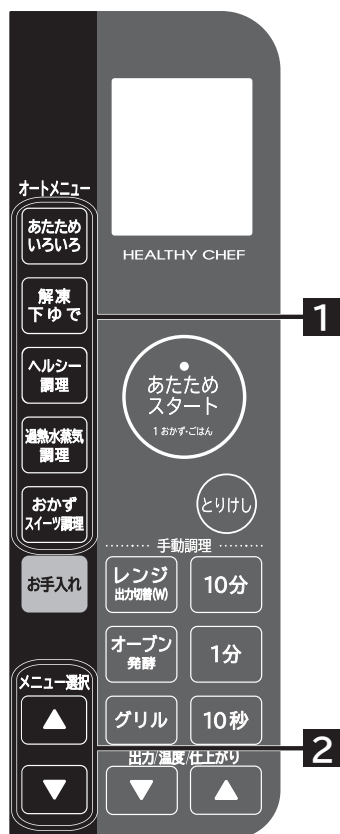 オートメニュー
あたため
いろいろ
解凍
下ゆで
ヘルシー
調理
過熱水蒸気
調理
おかず
スイーツ調理
お手入れ
メニュー選択
▲
▼
HEALTHY CHEF
あたため
スタート
1 おかず・ごはん
とりけし
手動調理
レンジ
出力切替(W)
10分
オーブン
発酵
1分
グリル
10秒
出力/温度/仕上がり
▼ ▲
1
2